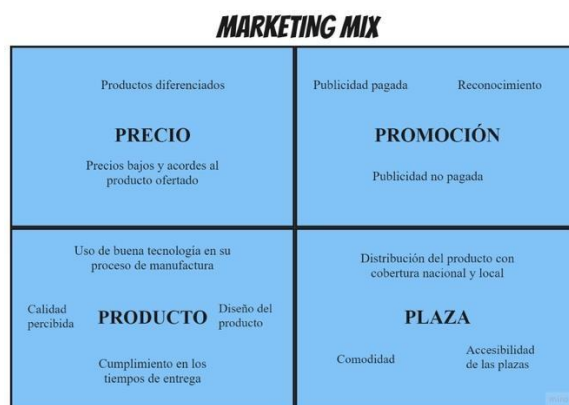 MARKETING MIX
Productos diferenciados
PRECIO
Precios bajos y acordes al
producto ofertado
Publicidad pagada
Reconocimiento
PROMOCIÓN
Publicidad no pagada
Uso de buena tecnología en su
proceso de manufactura
Calidad
percibida
PRODUCTO
Diseño del
producto
Cumplimiento en los
tiempos de entrega
Distribución del producto con
cobertura nacional y local
PLAZA
Comodidad
Accesibilidad
de las plazas